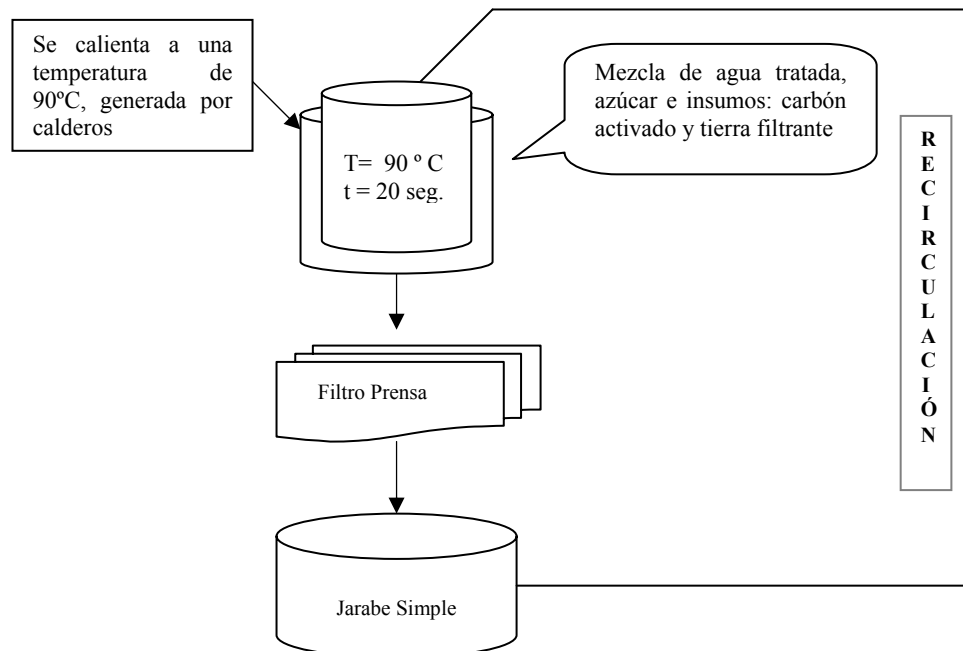 Se calienta a una
temperatura de
90ºC, generada por
calderos
Mezcla de agua tratada,
azúcar e insumos: carbón
activado y tierra filtrante
T= 90 º C
t = 20 seg.
RECIRCULACIÓN
Filtro Prensa
Jarabe Simple